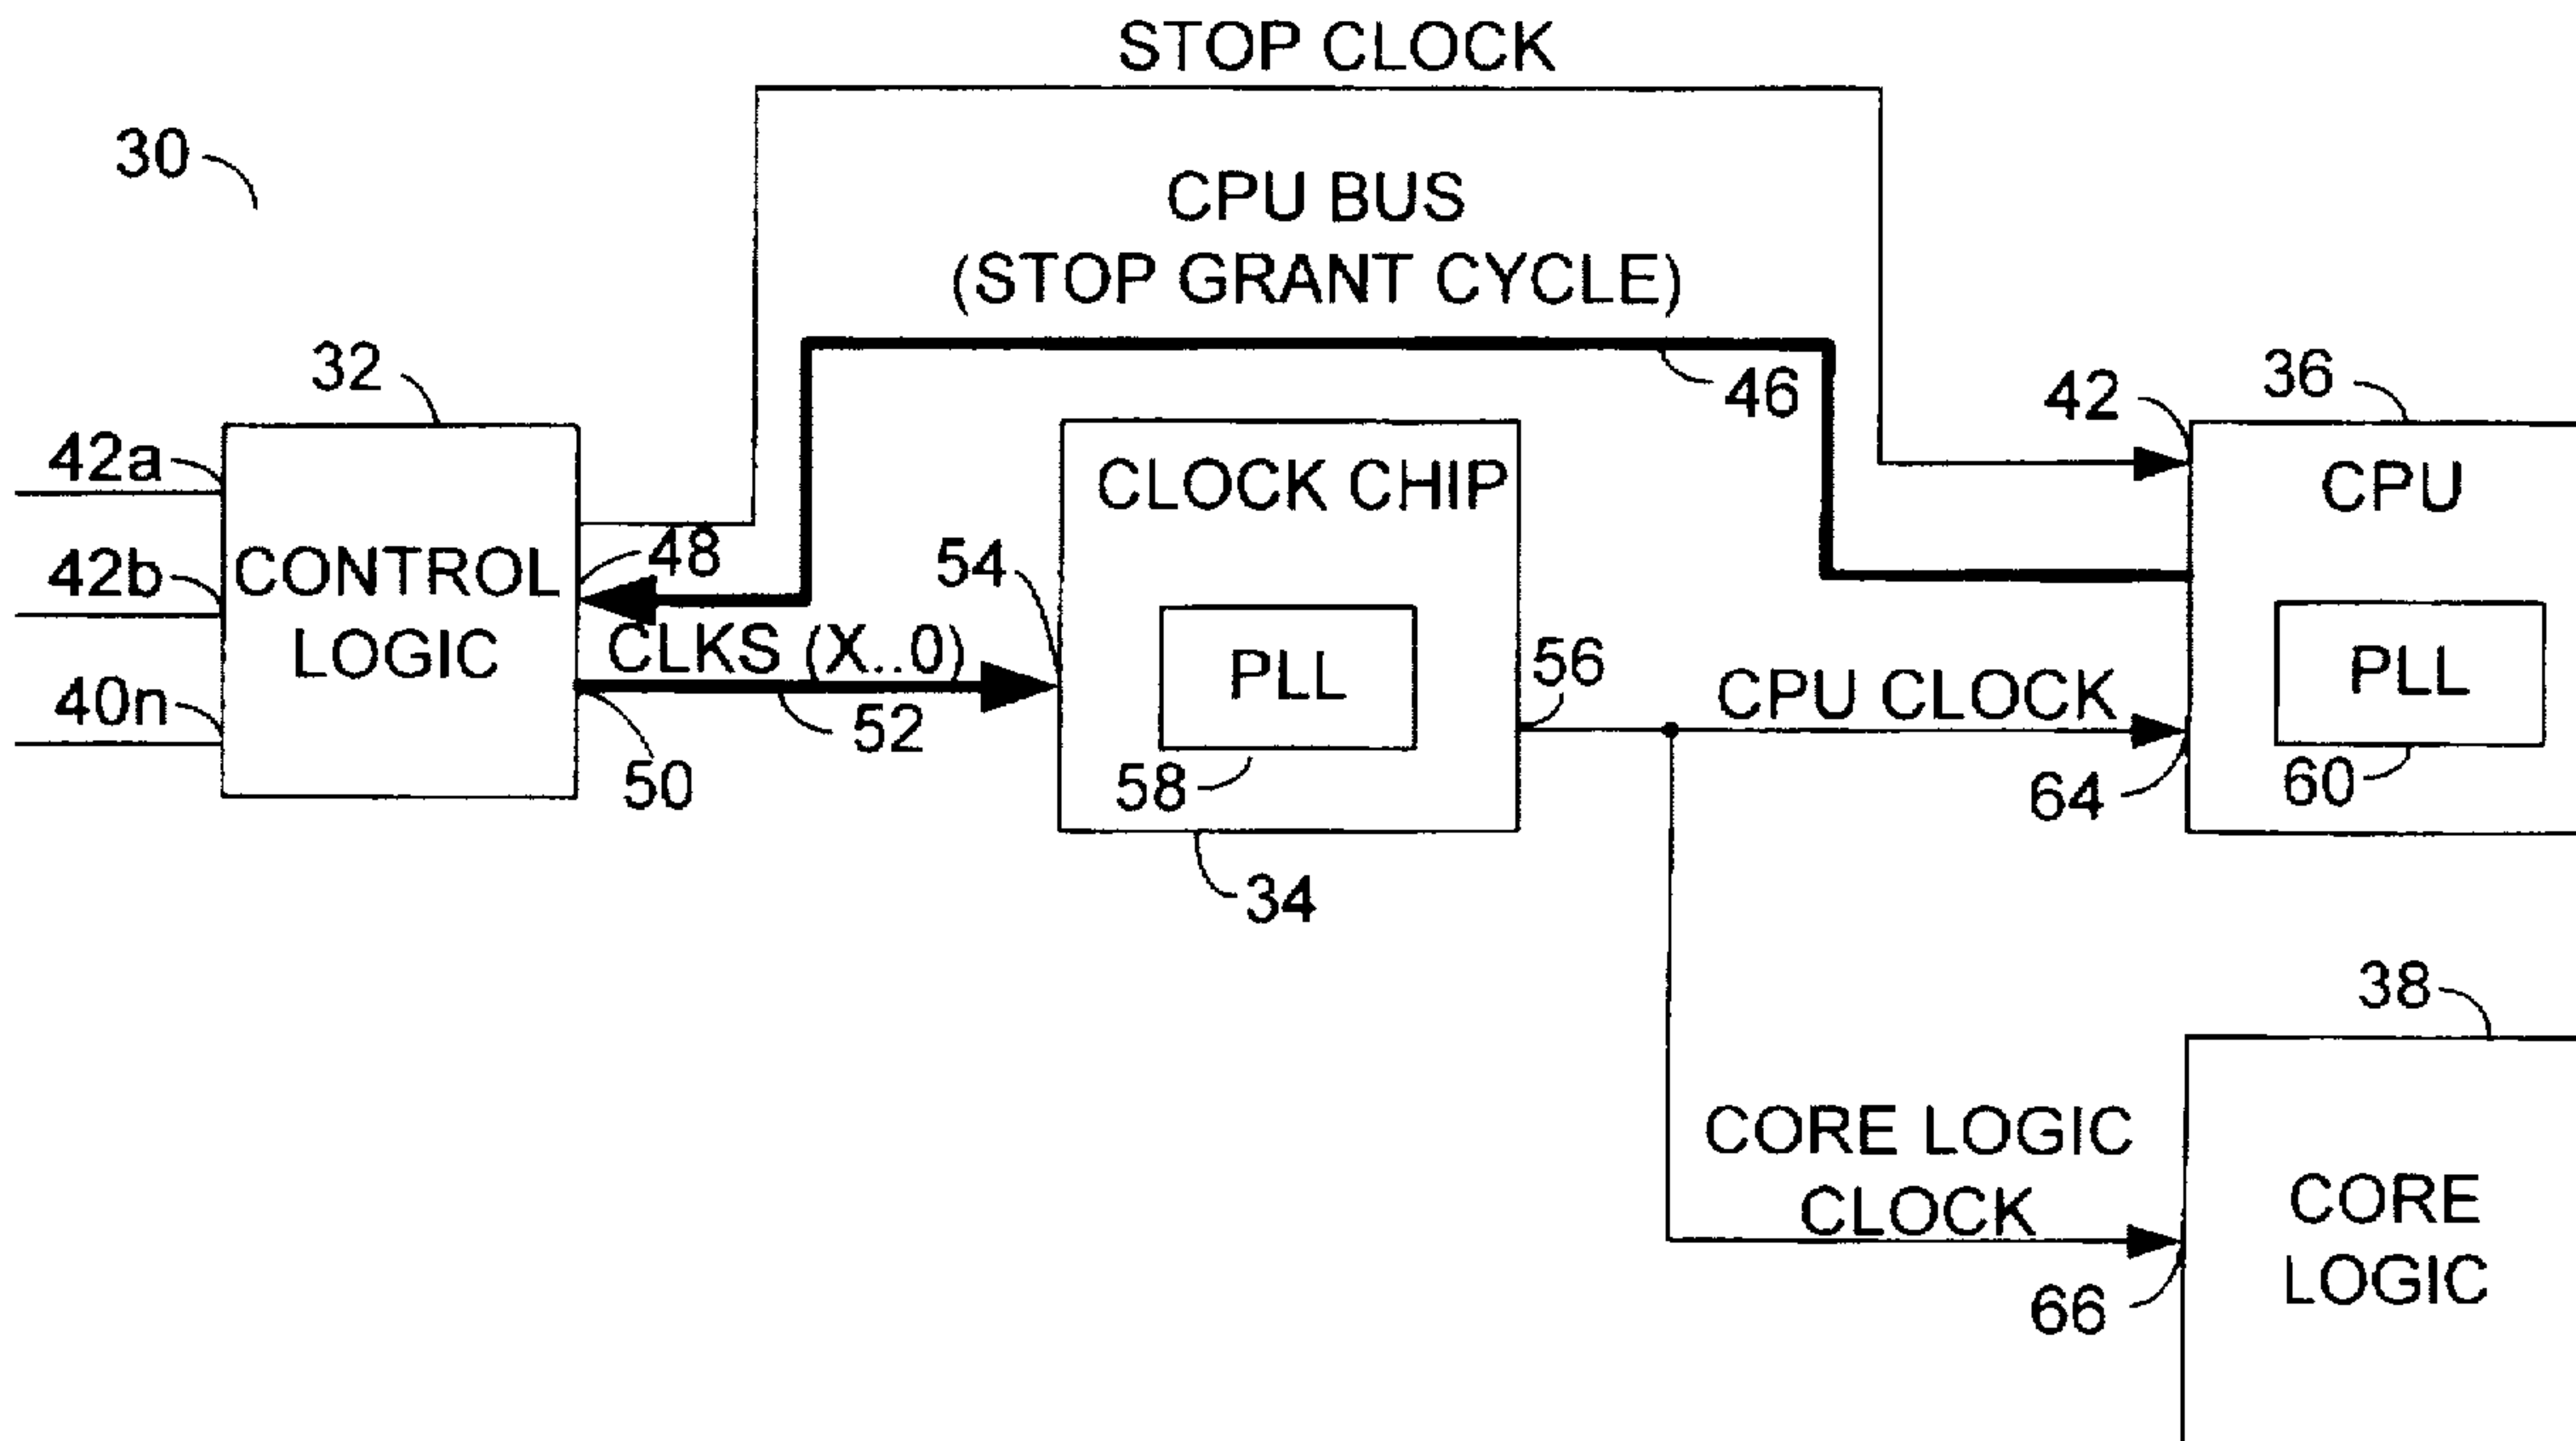 STOP CLOCK
30
CPU BUS
(STOP GRANT CYCLE)
32
46
42
36
42a
CLOCK CHIP
CPU
42b
CONTROL
LOGIC
48
54
CLKS (X..0)
PLL
56
CPU CLOCK
PLL
40n
52
50
58
64
60
34
38
CORE LOGIC
CLOCK
CORE
LOGIC
66